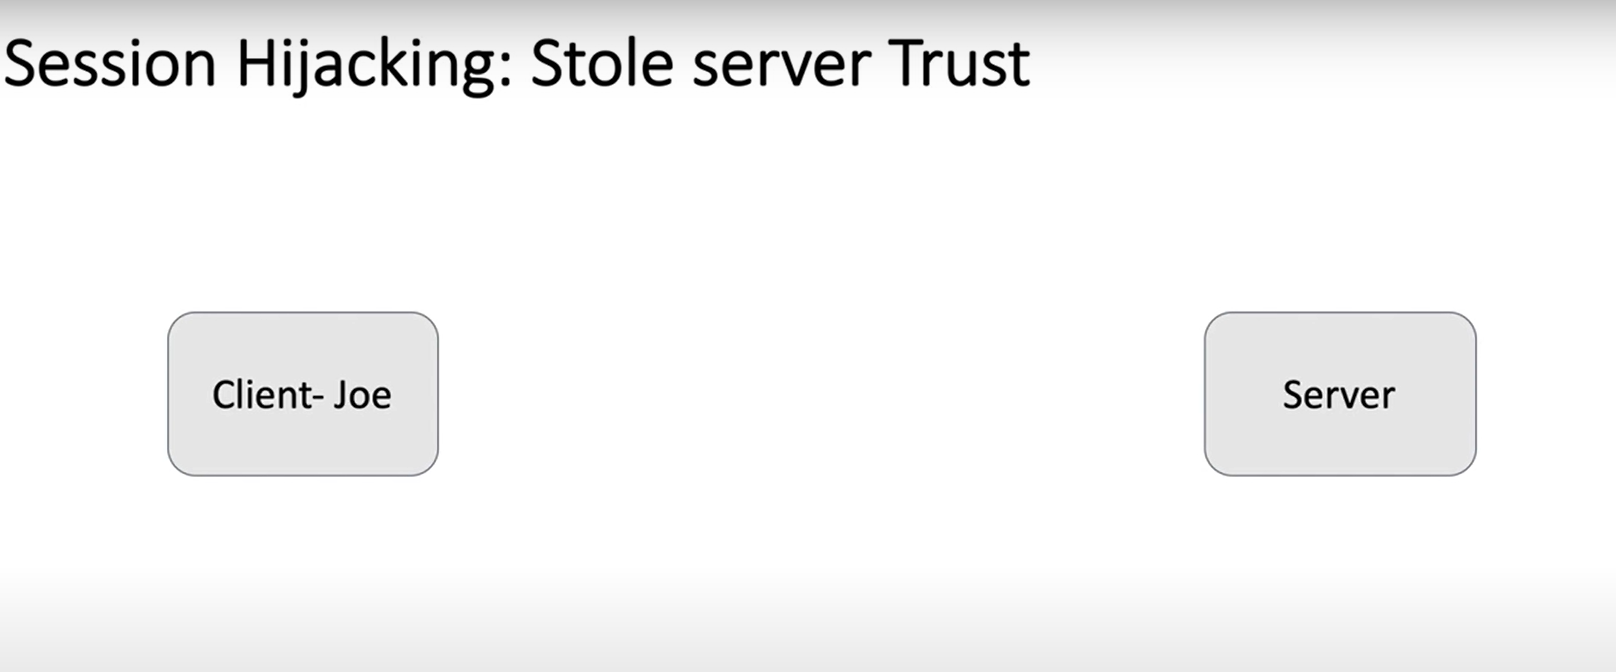 Session Hijacking: Stole server Trust
Client- Joe
Server